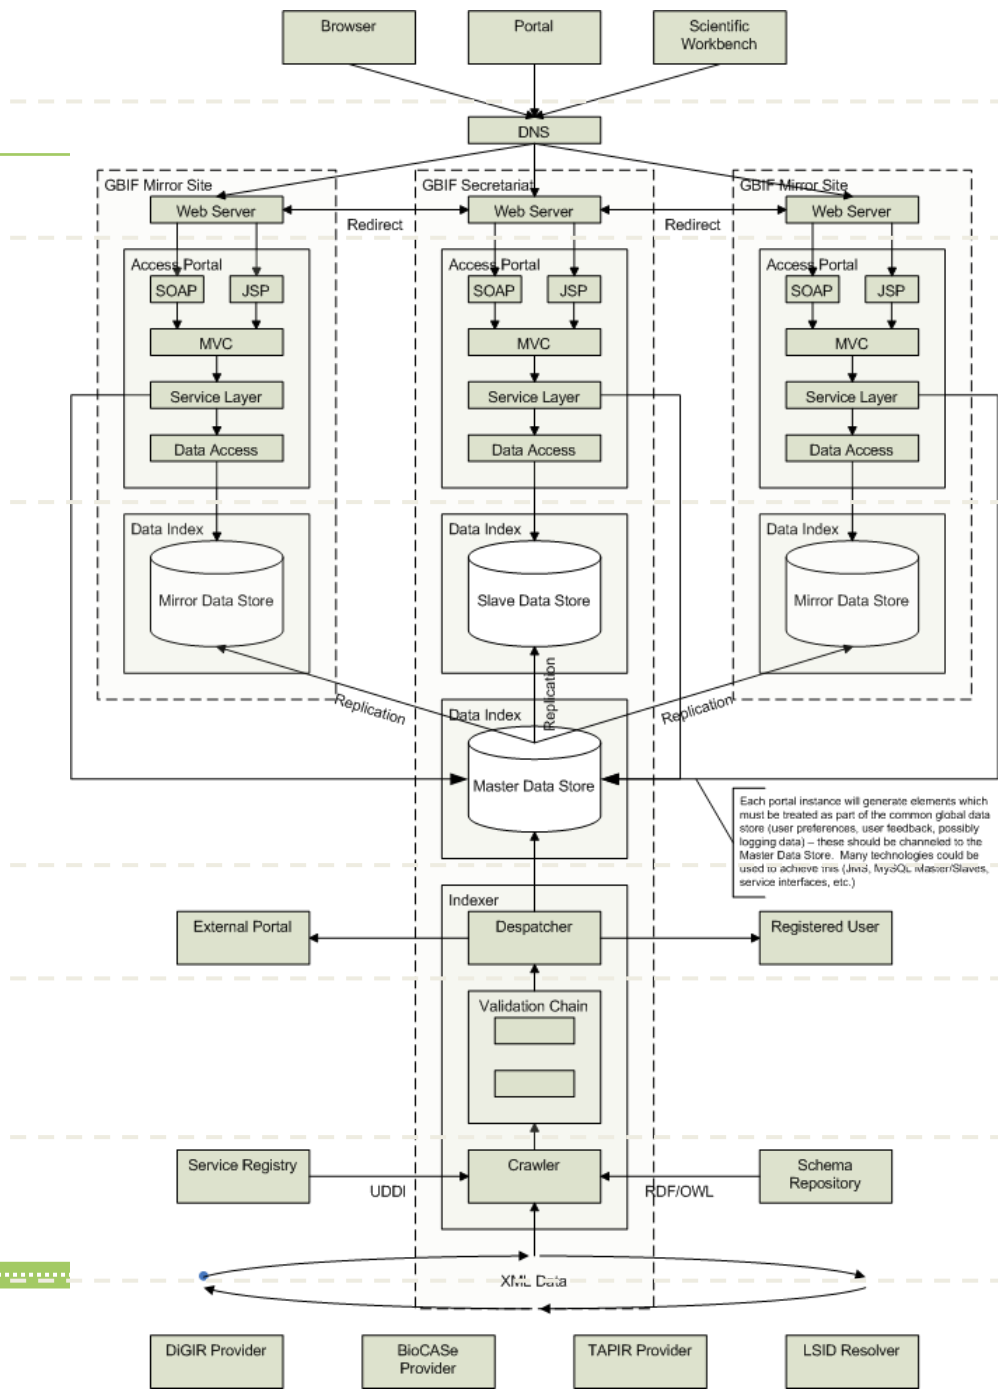 Browser
Portal
Scientific
Workbench
DNS
GBIF Mirror Site
GBIF Secretariat
GBIF Mirror Site
Web Server
Web Server
Web Server
Redirect
Redirect
Access Portal
Access Portal
Access Portal
SOAP
JSP
SOAP
JSP
SOAP
JSP
MVC
MVC
MVC
Service Layer
Service Layer
Service Layer
Data Access
Data Access
Data Access
Data Index
Data Index
Data Index
Mirror Data Store
Slave Data Store
Mirror Data Store
Replication
Replication
Replication
Data Index
Master Data Store
Each portal instance will generate elements which
must be treated as part of the common global data
store (user preferences, user feedback, possibly
logging data) – these should be channeled to the
Master Data Store. Many technologies could be
used to achieve this (JMS, MySQL Master/Slaves,
service interfaces, etc.)
Indexer
External Portal
Despatcher
Registered User
Validation Chain
Service Registry
Crawler
Schema
Repository
UDDI
RDF/OWL
XML Data
DiGIR Provider
BioCASe
Provider
TAPIR Provider
LSID Resolver